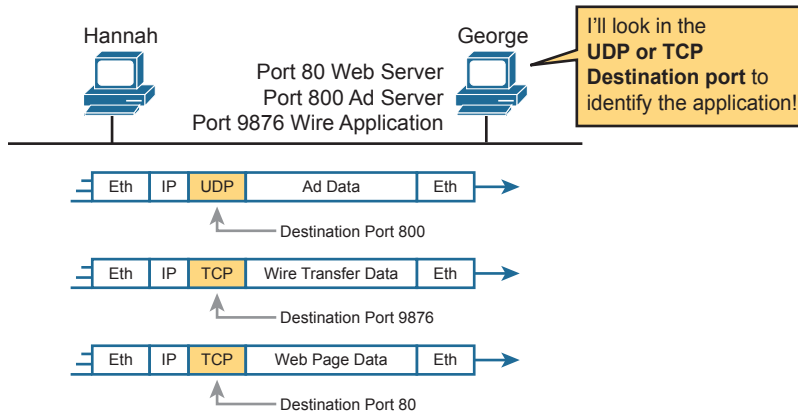 Hannah
George
Port 80 Web Server
Port 800 Ad Server
Port 9876 Wire Application
I'll look in the
UDP or TCP
Destination port to
identify the application!
Eth IP UDP Ad Data Eth
Destination Port 800
Eth IP TCP Wire Transfer Data Eth
Destination Port 9876
Eth IP TCP Web Page Data Eth
Destination Port 80